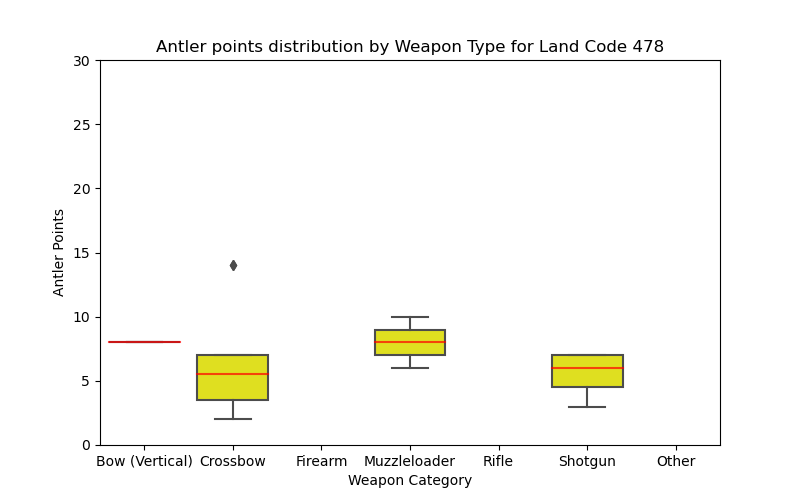 Antler points distribution by Weapon Type for Land Code 478
30
25
20
15
10
5
0
Antler Points
Bow (Vertical) Crossbow Firearm Muzzleloader Rifle Shotgun Other
Weapon Category